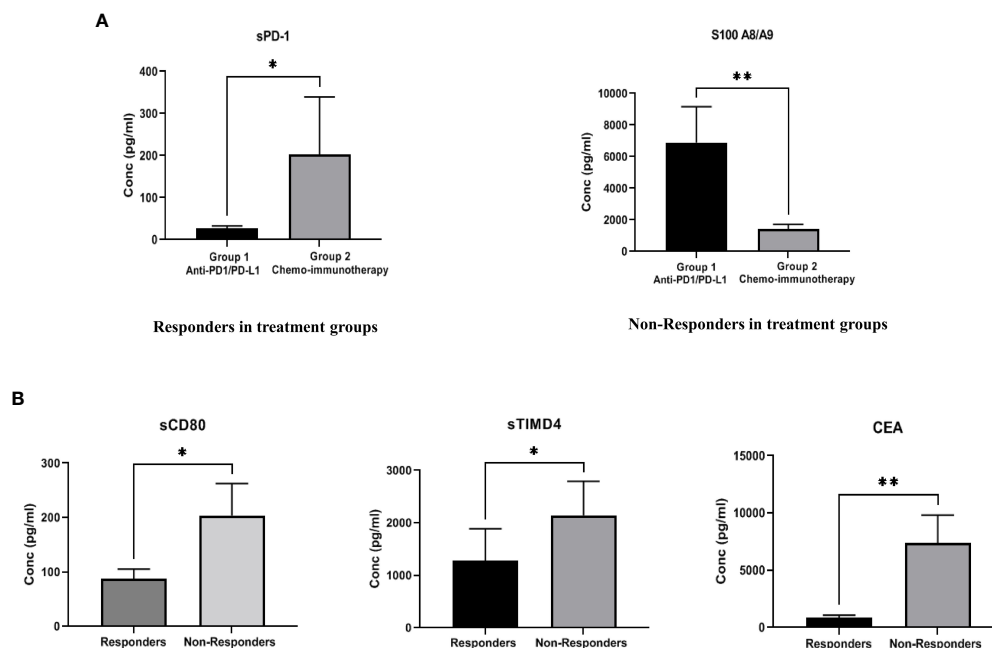 A
sPD-1
*
400
300
200
100
0
Conc (pg/ml)
Group 1
Anti-PD1/PD-L1
Group 2
Chemo-immunotherapy
Responders in treatment groups
S100 A8/A9
**
10000
8000
6000
4000
2000
0
Conc (pg/ml)
Group 1
Anti-PD1/PD-L1
Group 2
Chemo-immunotherapy
Non-Responders in treatment groups
B
sCD80
*
300
200
100
0
Conc (pg/ml)
Responders
Non-Responders
sTIMD4
*
3000
2000
1000
0
Conc (pg/ml)
Responders
Non-Responders
CEA
**
15000
10000
5000
0
Conc (pg/ml)
Responders
Non-Responders